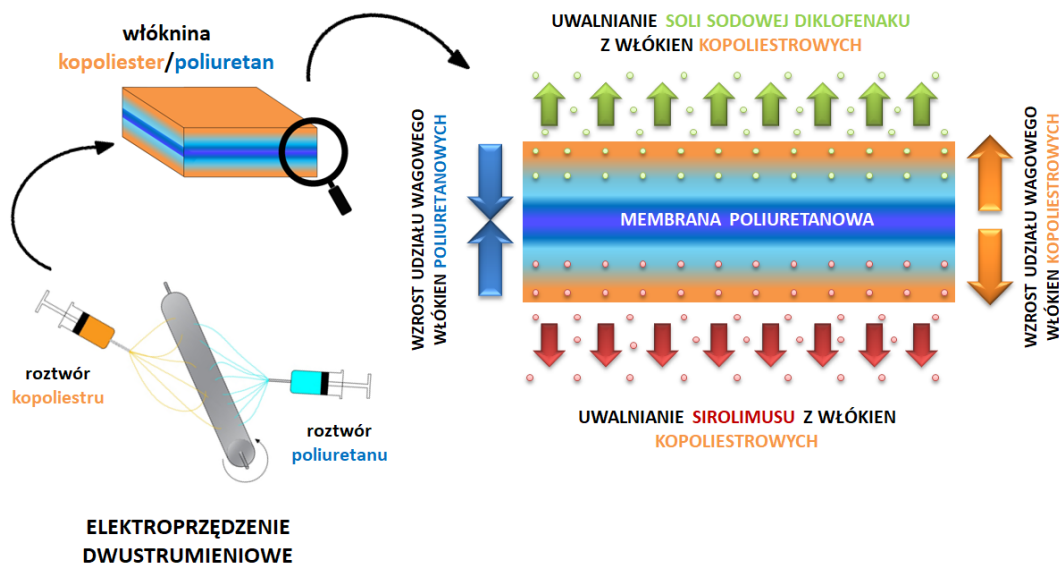 włóknina
kopoliester/poliuretan
roztwór
kopoliestru
roztwór
poliuretanu
ELEKTROPRZĘDZENIE
DWUSTRUMIENIOWE
UWALNIANIE SOLI SODOWEJ DIKLOFENAKU
Z WŁÓKIEN KOPOLIESTROWYCH
WZROST UDZIAŁU WAGOWEGO
WŁÓKIEN POLIURETANOWYCH
MEMBRANA POLIURETANOWA
WZROST UDZIAŁU WAGOWEGO
WŁÓKIEN KOPOLIESTROWYCH
UWALNIANIE SIROLIMUSU Z WŁÓKIEN
KOPOLIESTROWYCH